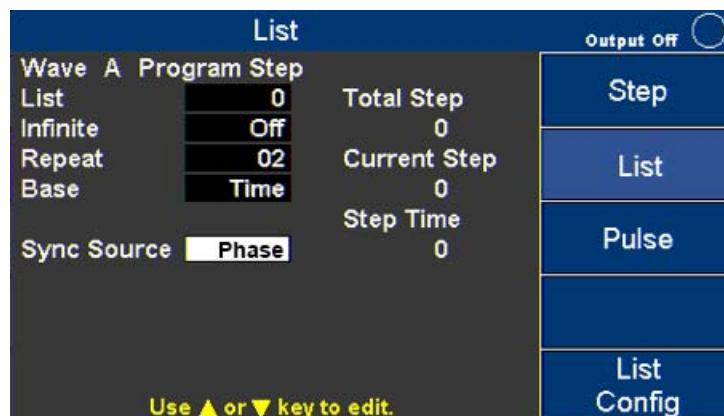 List
Output Off
Wave A Program Step
List 0
Infinite Off
Repeat 02
Base Time
Sync Source Phase
Total Step
0
Current Step
0
Step Time
0
Use ▲ or ▼ key to edit.
Step
List
Pulse
List
Config